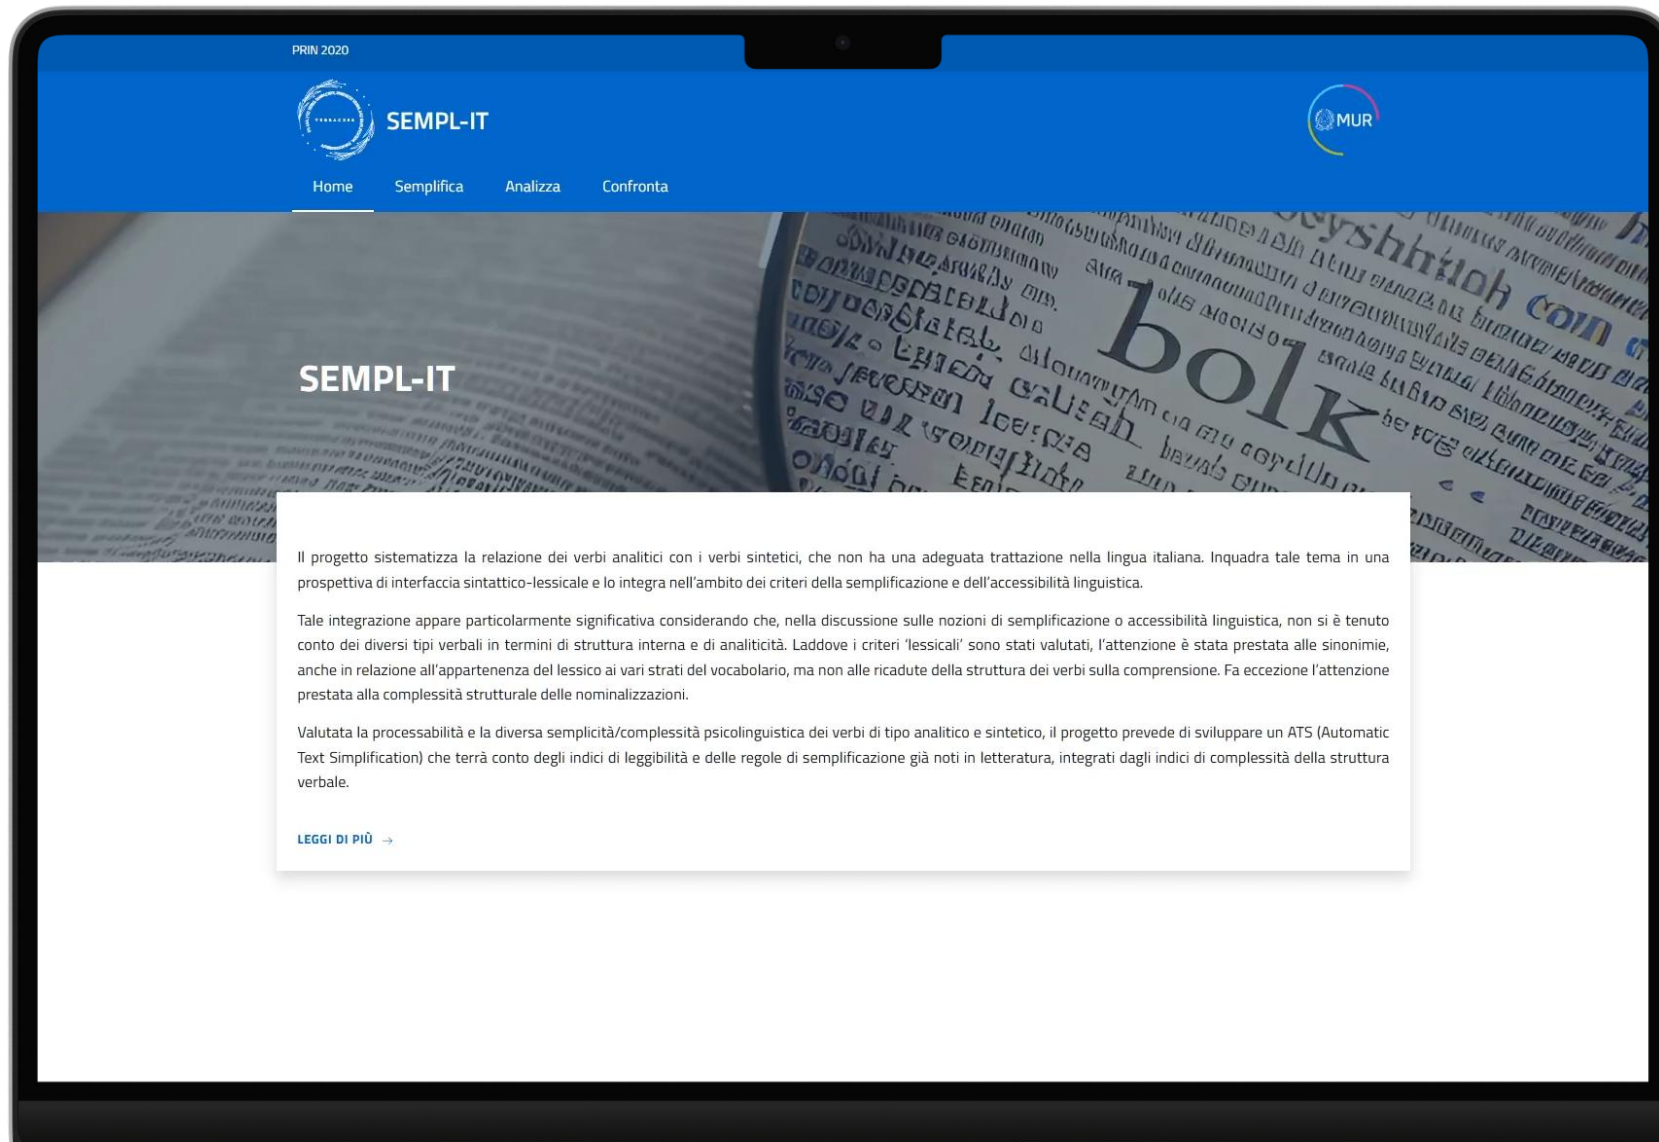 PRIN 2020
VERBACXSS
SEMPL-IT
MUR
Home Semplifica Analizza Confronta
bolk
SEMPL-IT
Il progetto sistematizza la relazione dei verbi analitici con i verbi sintetici, che non ha una adeguata trattazione nella lingua italiana. Inquadra tale tema in una
prospettiva di interfaccia sintattico-lessicale e lo integra nell’ambito dei criteri della semplificazione e dell’accessibilità linguistica.
Tale integrazione appare particolarmente significativa considerando che, nella discussione sulle nozioni di semplificazione o accessibilità linguistica, non si è tenuto
conto dei diversi tipi verbali in termini di struttura interna e di analiticità. Laddove i criteri ‘lessicali’ sono stati valutati, l’attenzione è stata prestata alle sinonimie,
anche in relazione all’appartenenza del lessico ai vari strati del vocabolario, ma non alle ricadute della struttura dei verbi sulla comprensione. Fa eccezione l’attenzione
prestata alla complessità strutturale delle nominalizzazioni.
Valutata la processabilità e la diversa semplicità/complessità psicolinguistica dei verbi di tipo analitico e sintetico, il progetto prevede di sviluppare un ATS (Automatic
Text Simplification) che terrà conto degli indici di leggibilità e delle regole di semplificazione già noti in letteratura, integrati dagli indici di complessità della struttura
verbale.
LEGGI DI PIÙ →